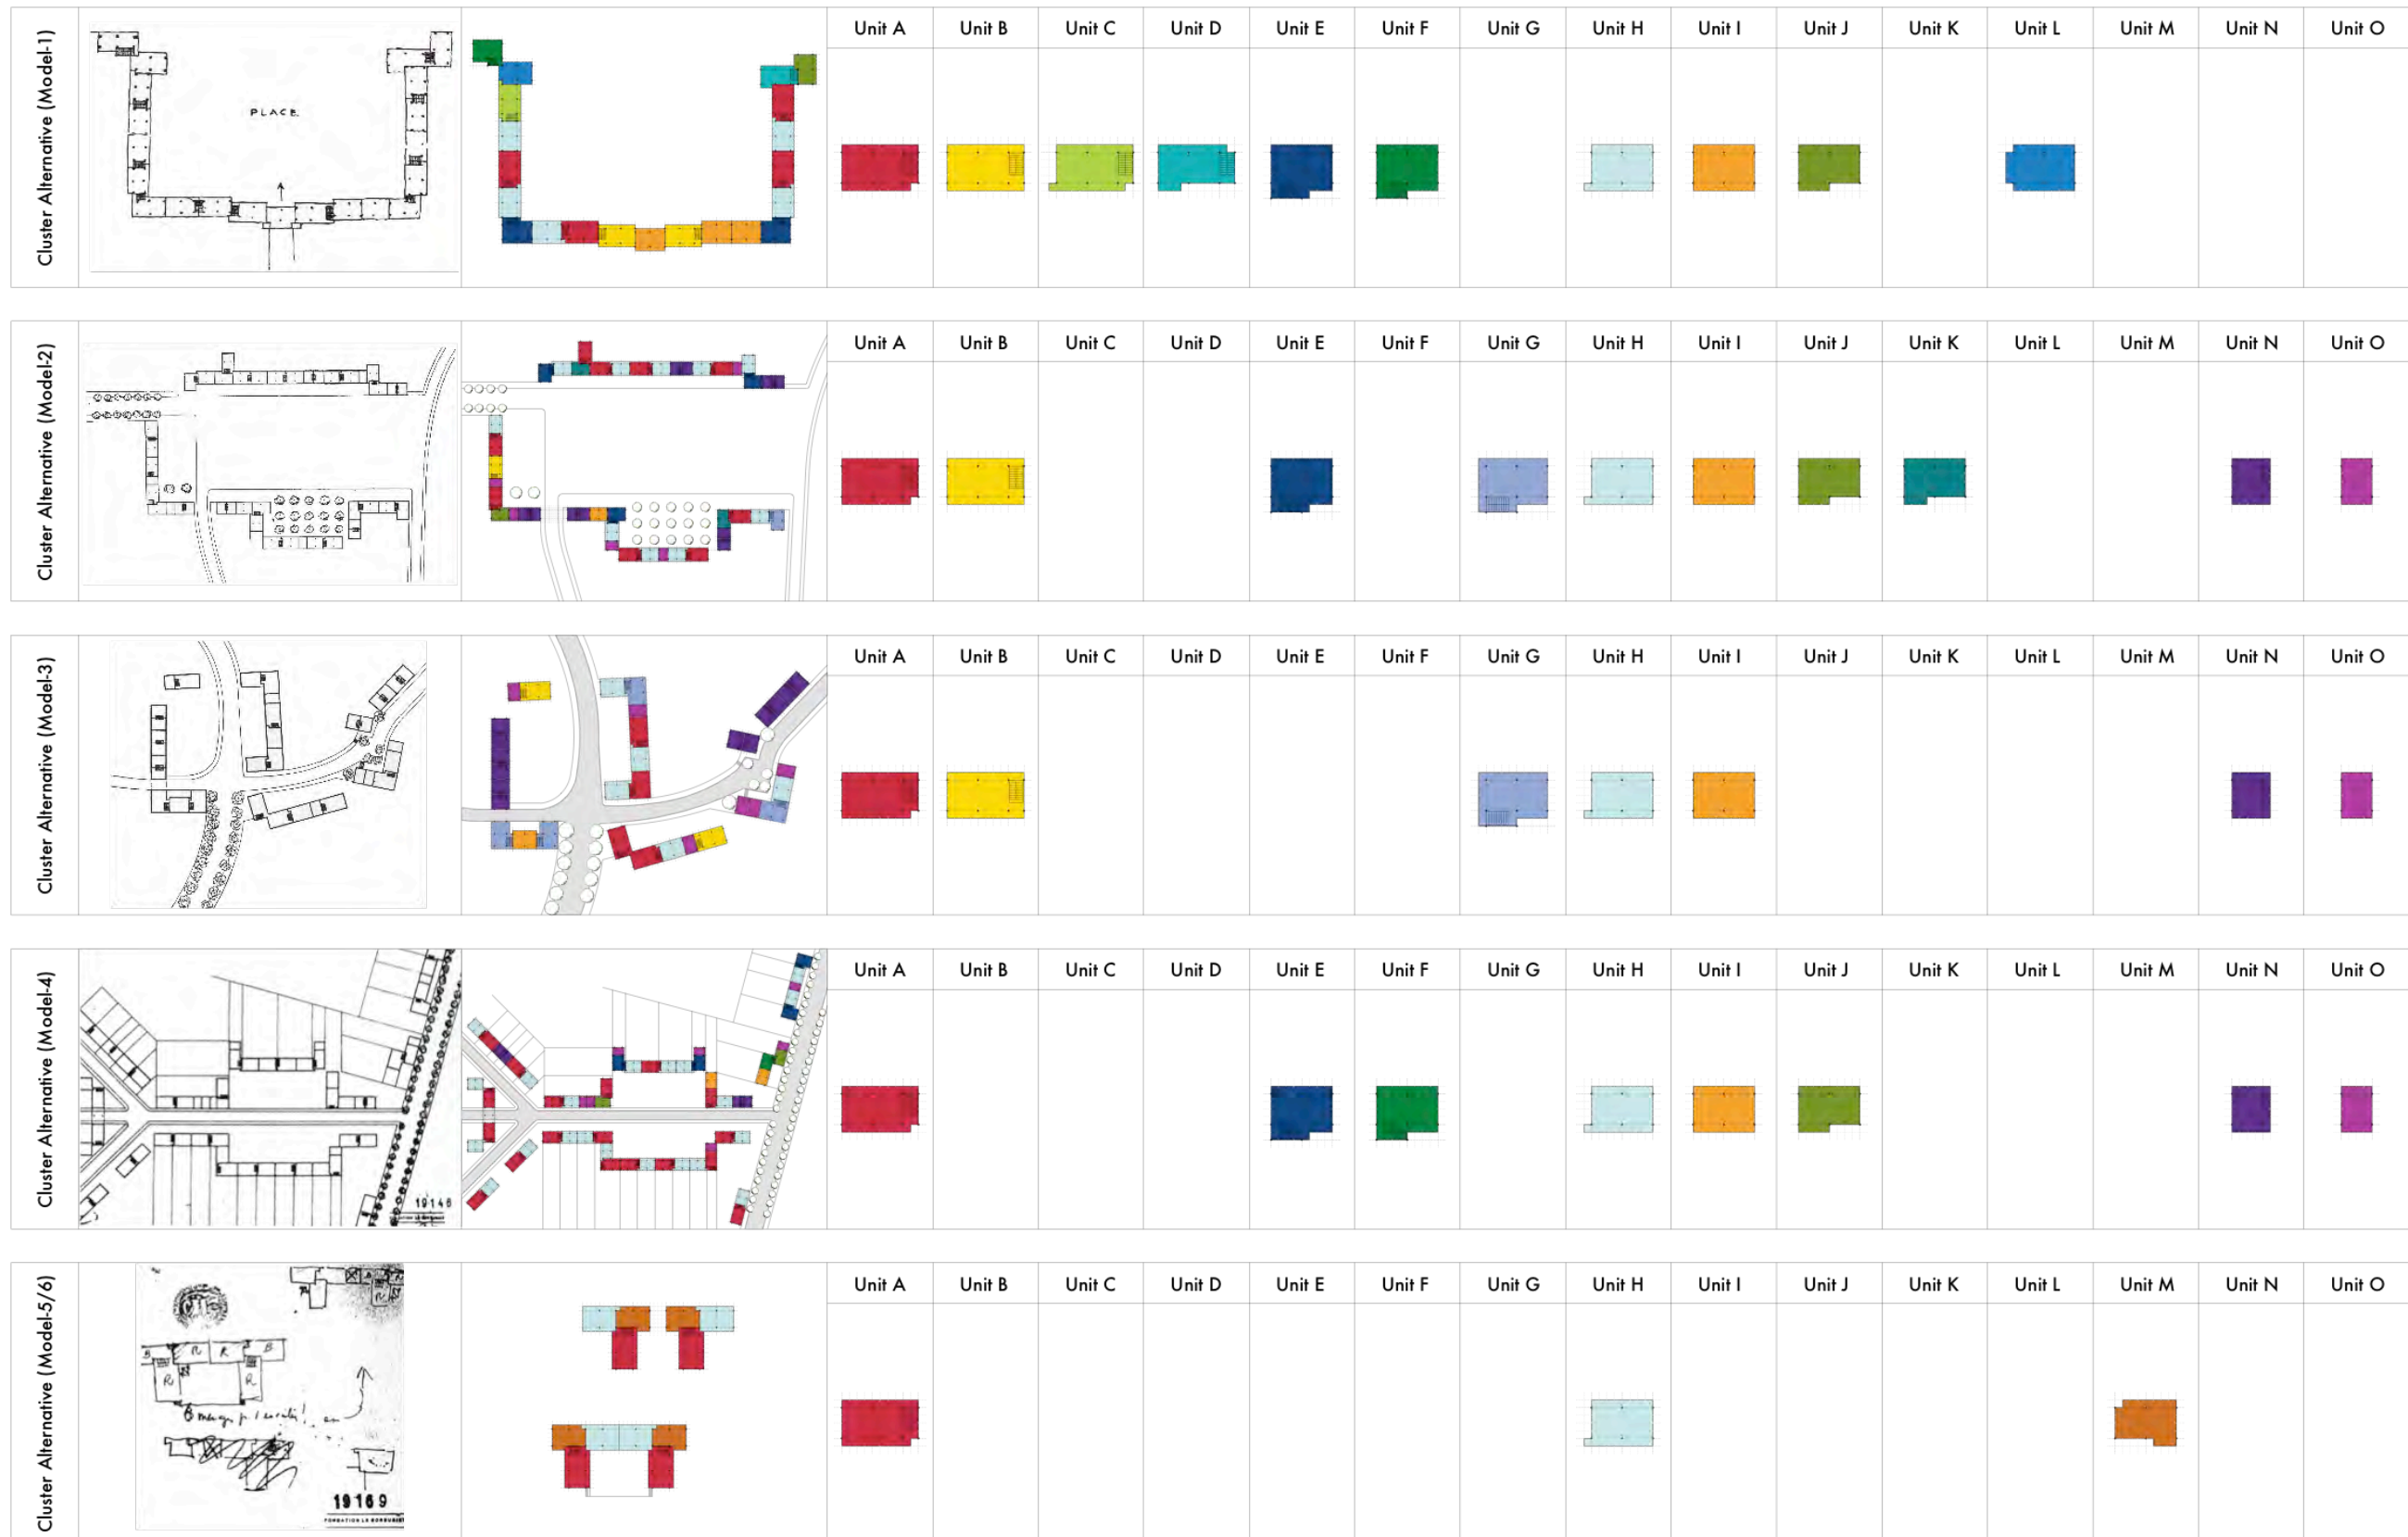 Cluster Alternative (Model-1)
PLACE
Unit A Unit B Unit C Unit D Unit E Unit F Unit G Unit H Unit I Unit J Unit K Unit L Unit M Unit N Unit O
Cluster Alternative (Model-2)
Unit A Unit B Unit C Unit D Unit E Unit F Unit G Unit H Unit I Unit J Unit K Unit L Unit M Unit N Unit O
Cluster Alternative (Model-3)
Unit A Unit B Unit C Unit D Unit E Unit F Unit G Unit H Unit I Unit J Unit K Unit L Unit M Unit N Unit O
Cluster Alternative (Model-4)
19146
Unit A Unit B Unit C Unit D Unit E Unit F Unit G Unit H Unit I Unit J Unit K Unit L Unit M Unit N Unit O
Cluster Alternative (Model-5/6)
B R R B
R R
19169
FONDATION LE CORBUSIER
Unit A Unit B Unit C Unit D Unit E Unit F Unit G Unit H Unit I Unit J Unit K Unit L Unit M Unit N Unit O